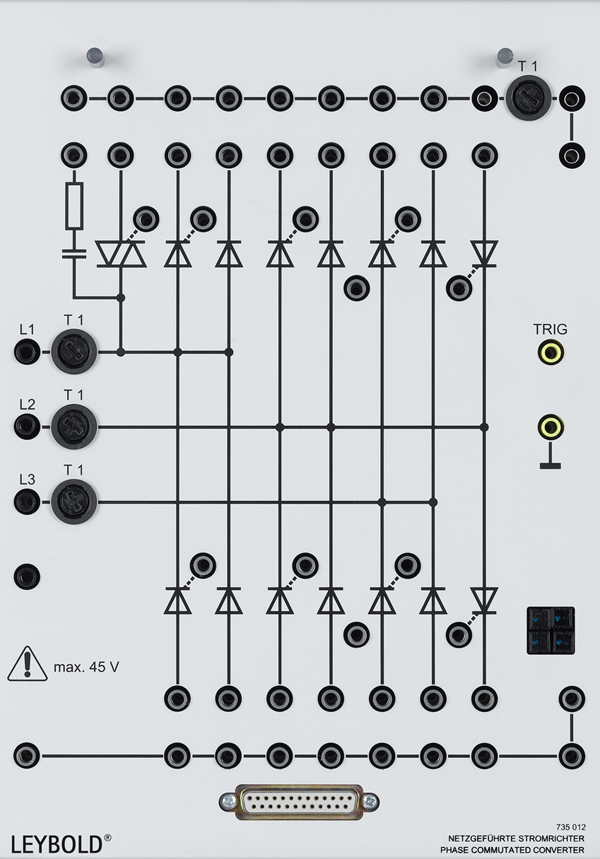 T 1
L1
T 1
TRIG
L2
T 1
L3
T 1
max. 45 V
735 012
LEYBOLD®
NETZGEFÜHRTE STROMRICHTER
PHASE COMMUTATED CONVERTER